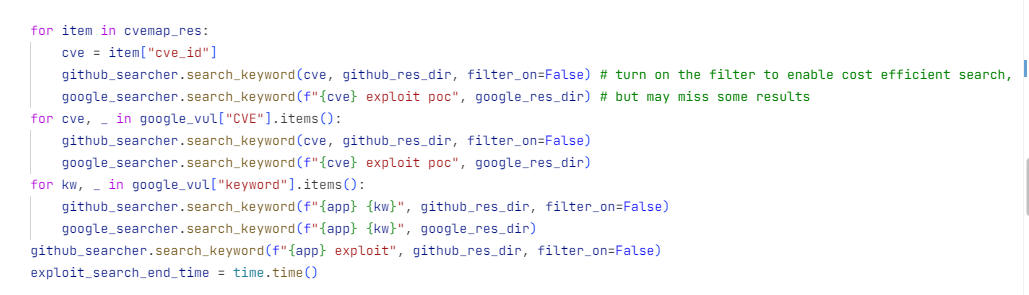 for item in cvemap_res:
    cve = item["cve_id"]
    github_searcher.search_keyword(cve, github_res_dir, filter_on=False) # turn on the filter to enable cost efficient search,
    google_searcher.search_keyword(f"{cve} exploit poc", google_res_dir) # but may miss some results
for cve, _ in google_vul["CVE"].items():
    github_searcher.search_keyword(cve, github_res_dir, filter_on=False)
    google_searcher.search_keyword(f"{cve} exploit poc", google_res_dir)
for kw, _ in google_vul["keyword"].items():
    github_searcher.search_keyword(f"{app} {kw}", github_res_dir, filter_on=False)
    google_searcher.search_keyword(f"{app} {kw}", google_res_dir)
github_searcher.search_keyword(f"{app} exploit", github_res_dir, filter_on=False)
exploit_search_end_time = time.time()